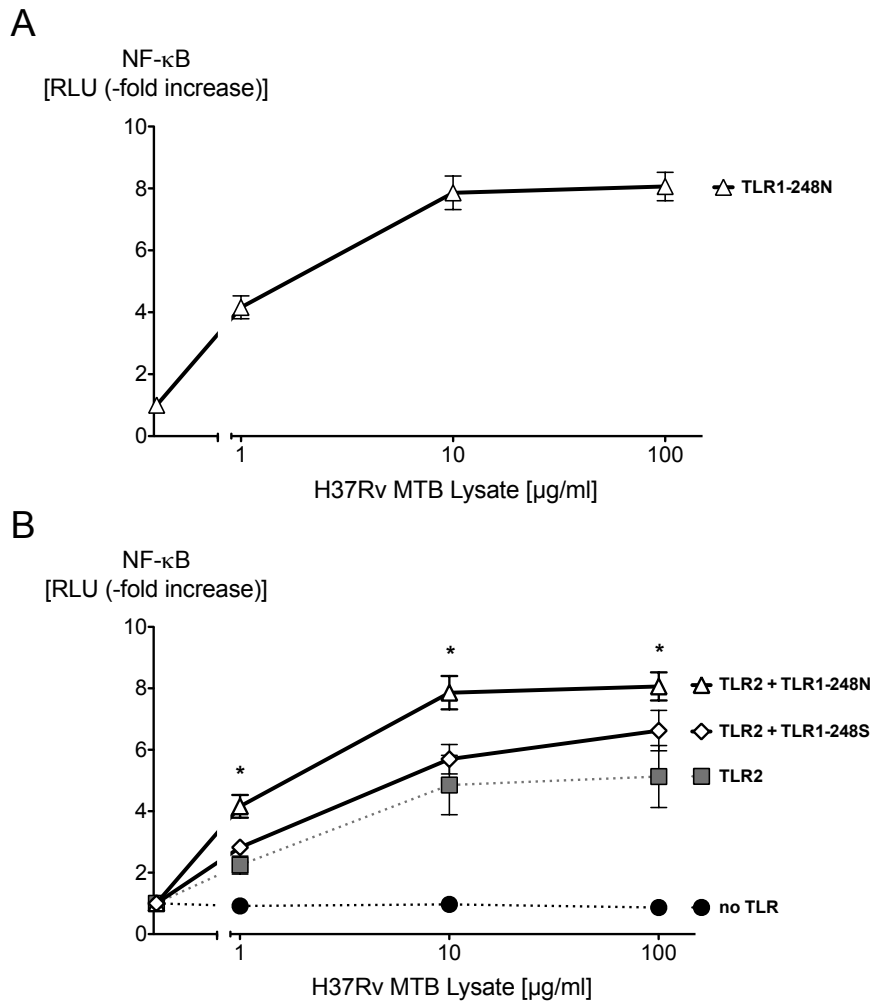 A
NF-κB
[RLU (-fold increase)]
10
8
6
4
2
0
1
10
100
TLR1-248N
H37Rv MTB Lysate [µg/ml]
B
NF-κB
[RLU (-fold increase)]
10
8
6
4
2
0
*
*
*
1
10
100
TLR2 + TLR1-248N
TLR2 + TLR1-248S
TLR2
no TLR
H37Rv MTB Lysate [µg/ml]